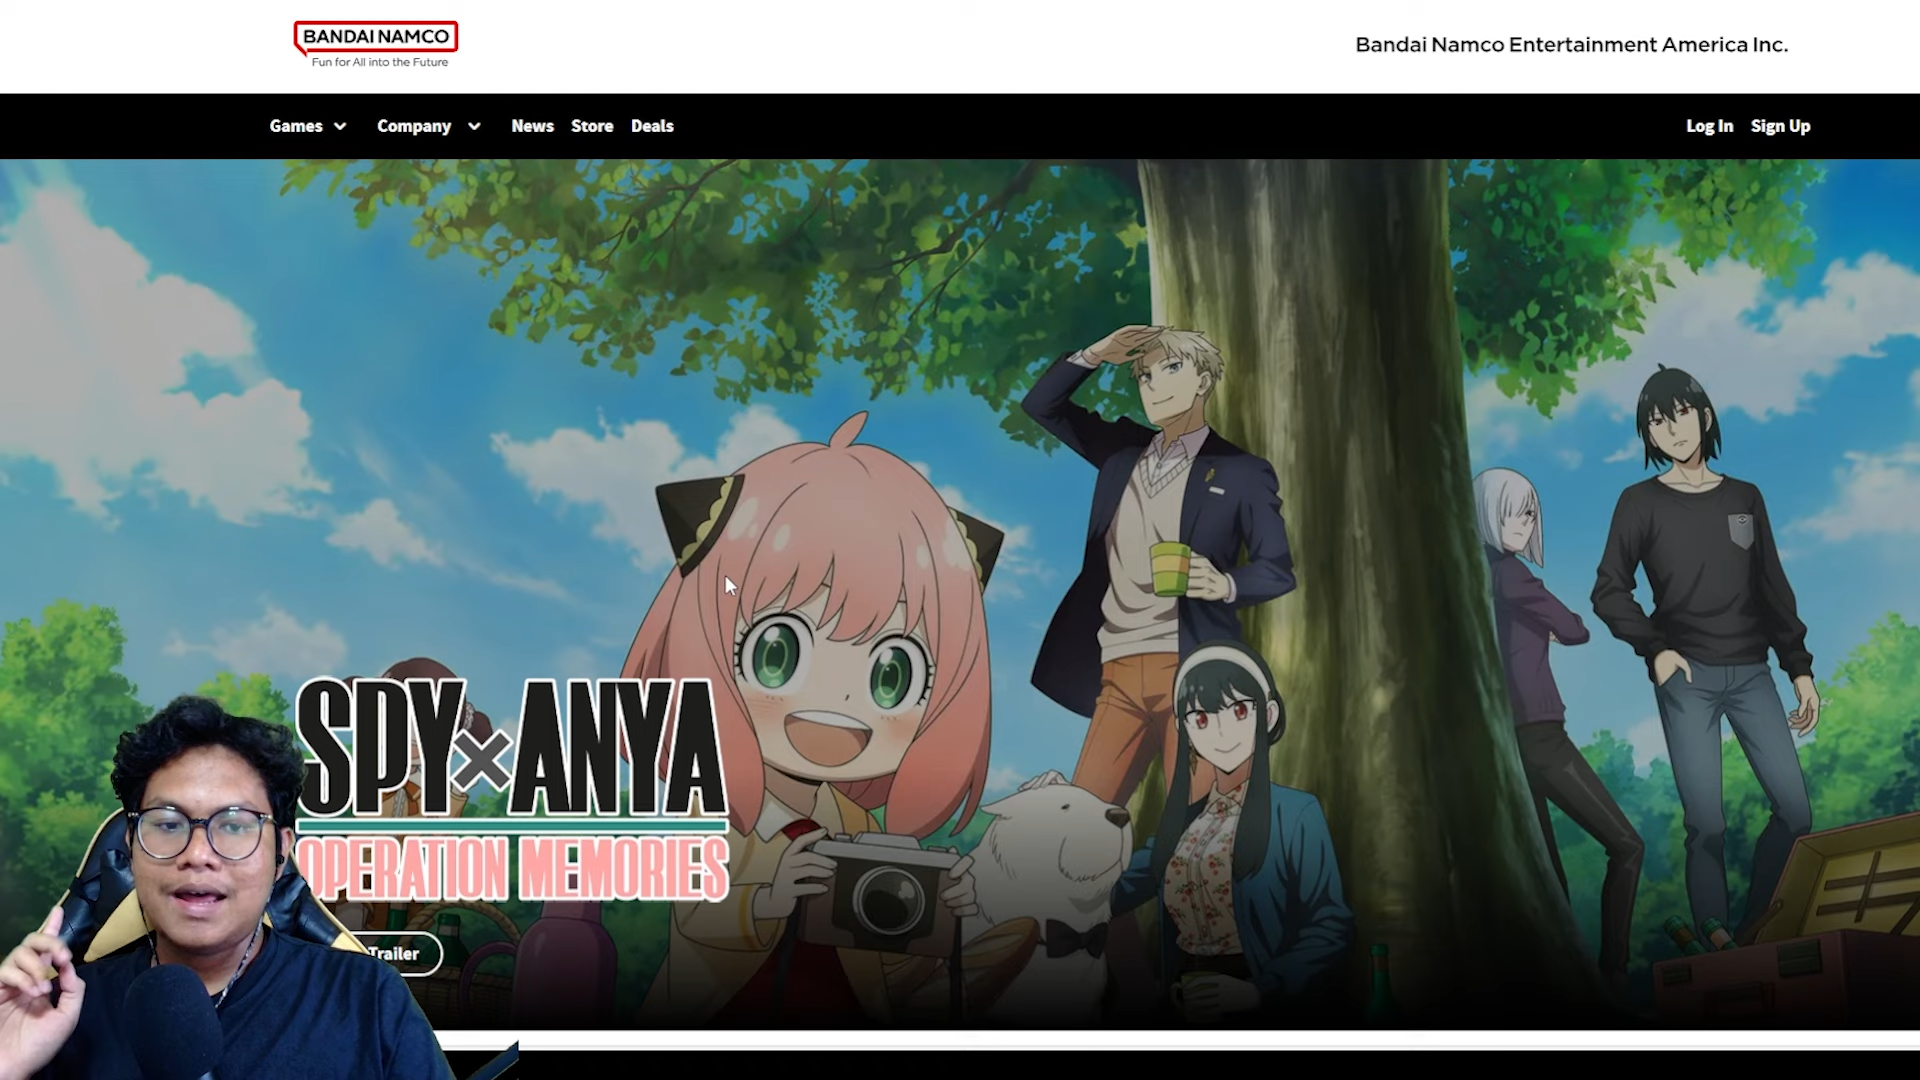 BANDAI NAMCO
Fun for All into the Future
Bandai Namco Entertainment America Inc.
Games
Company
News
Store
Deals
Log In
Sign Up
SPY×ANYA
OPERATION MEMORIES
Trailer